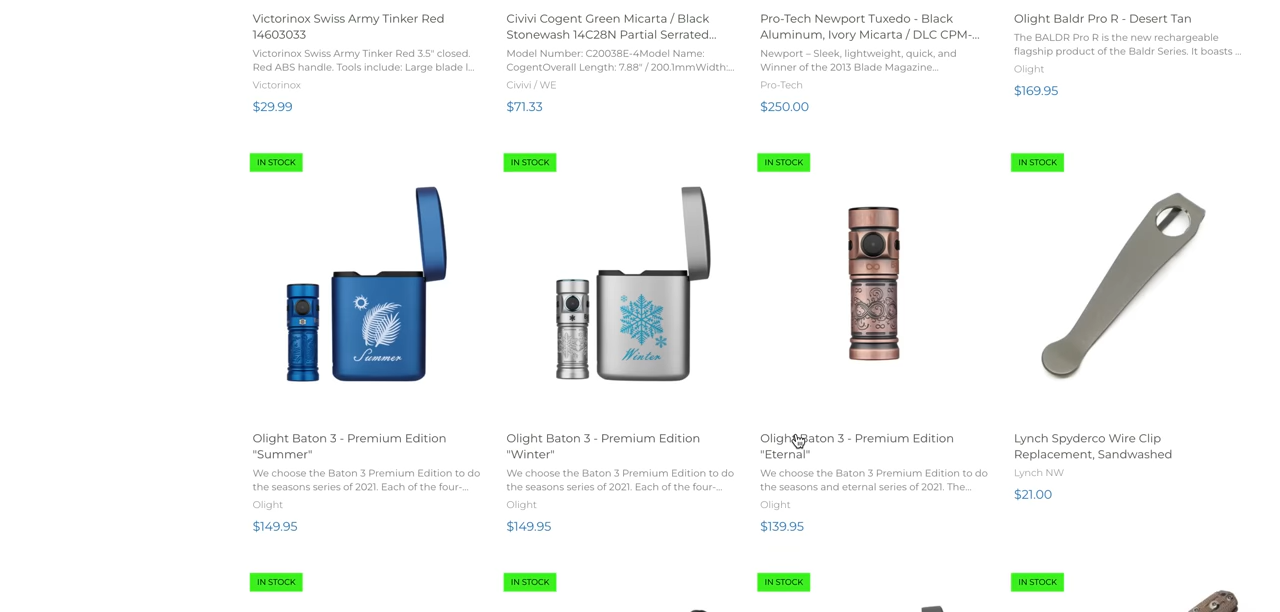 Victorinox Swiss Army Tinker Red
14603033
Victorinox Swiss Army Tinker Red 3.5" closed.
Red ABS handle. Tools include: Large blade l...
Victorinox
$29.99
Civivi Cogent Green Micarta / Black
Stonewash 14C28N Partial Serrated...
Model Number: C20038E-4Model Name:
CogentOverall Length: 7.88" / 200.1mmWidth:...
Civivi / WE
$71.33
Pro-Tech Newport Tuxedo - Black
Aluminum, Ivory Micarta / DLC CPM-...
Newport – Sleek, lightweight, quick, and
Winner of the 2013 Blade Magazine...
Pro-Tech
$250.00
Olight Baldr Pro R - Desert Tan
The BALDR Pro R is the new rechargeable
flagship product of the Baldr Series. It boasts ...
Olight
$169.95
IN STOCK
Summer
Olight Baton 3 - Premium Edition
"Summer"
We choose the Baton 3 Premium Edition to do
the seasons series of 2021. Each of the four-...
Olight
$149.95
IN STOCK
Winter
Olight Baton 3 - Premium Edition
"Winter"
We choose the Baton 3 Premium Edition to do
the seasons series of 2021. Each of the four-...
Olight
$149.95
IN STOCK
Olight Baton 3 - Premium Edition
"Eternal"
We choose the Baton 3 Premium Edition to do
the seasons and eternal series of 2021. The...
Olight
$139.95
IN STOCK
Lynch Spyderco Wire Clip
Replacement, Sandwashed
Lynch NW
$21.00
IN STOCK
IN STOCK
IN STOCK
IN STOCK